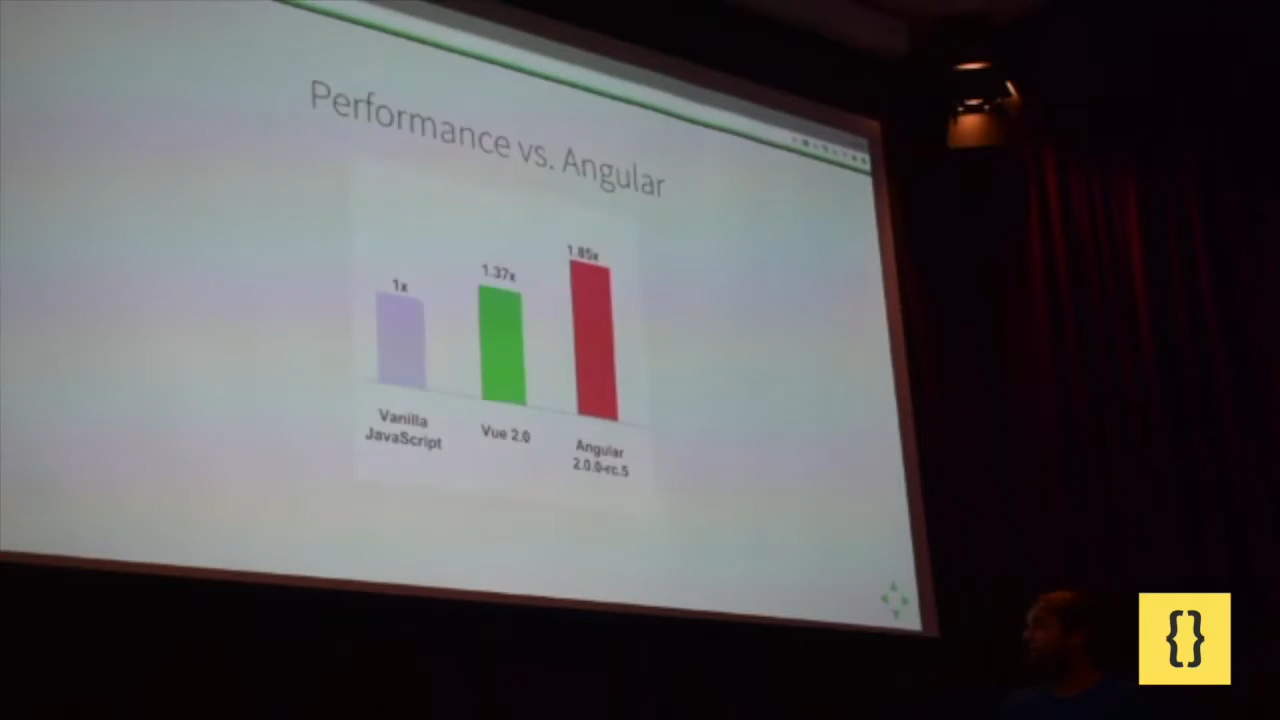 Performance vs. Angular
1x
1.37x
1.85x
Vanilla
JavaScript
Vue 2.0
Angular
2.0.0-rc.5
{}